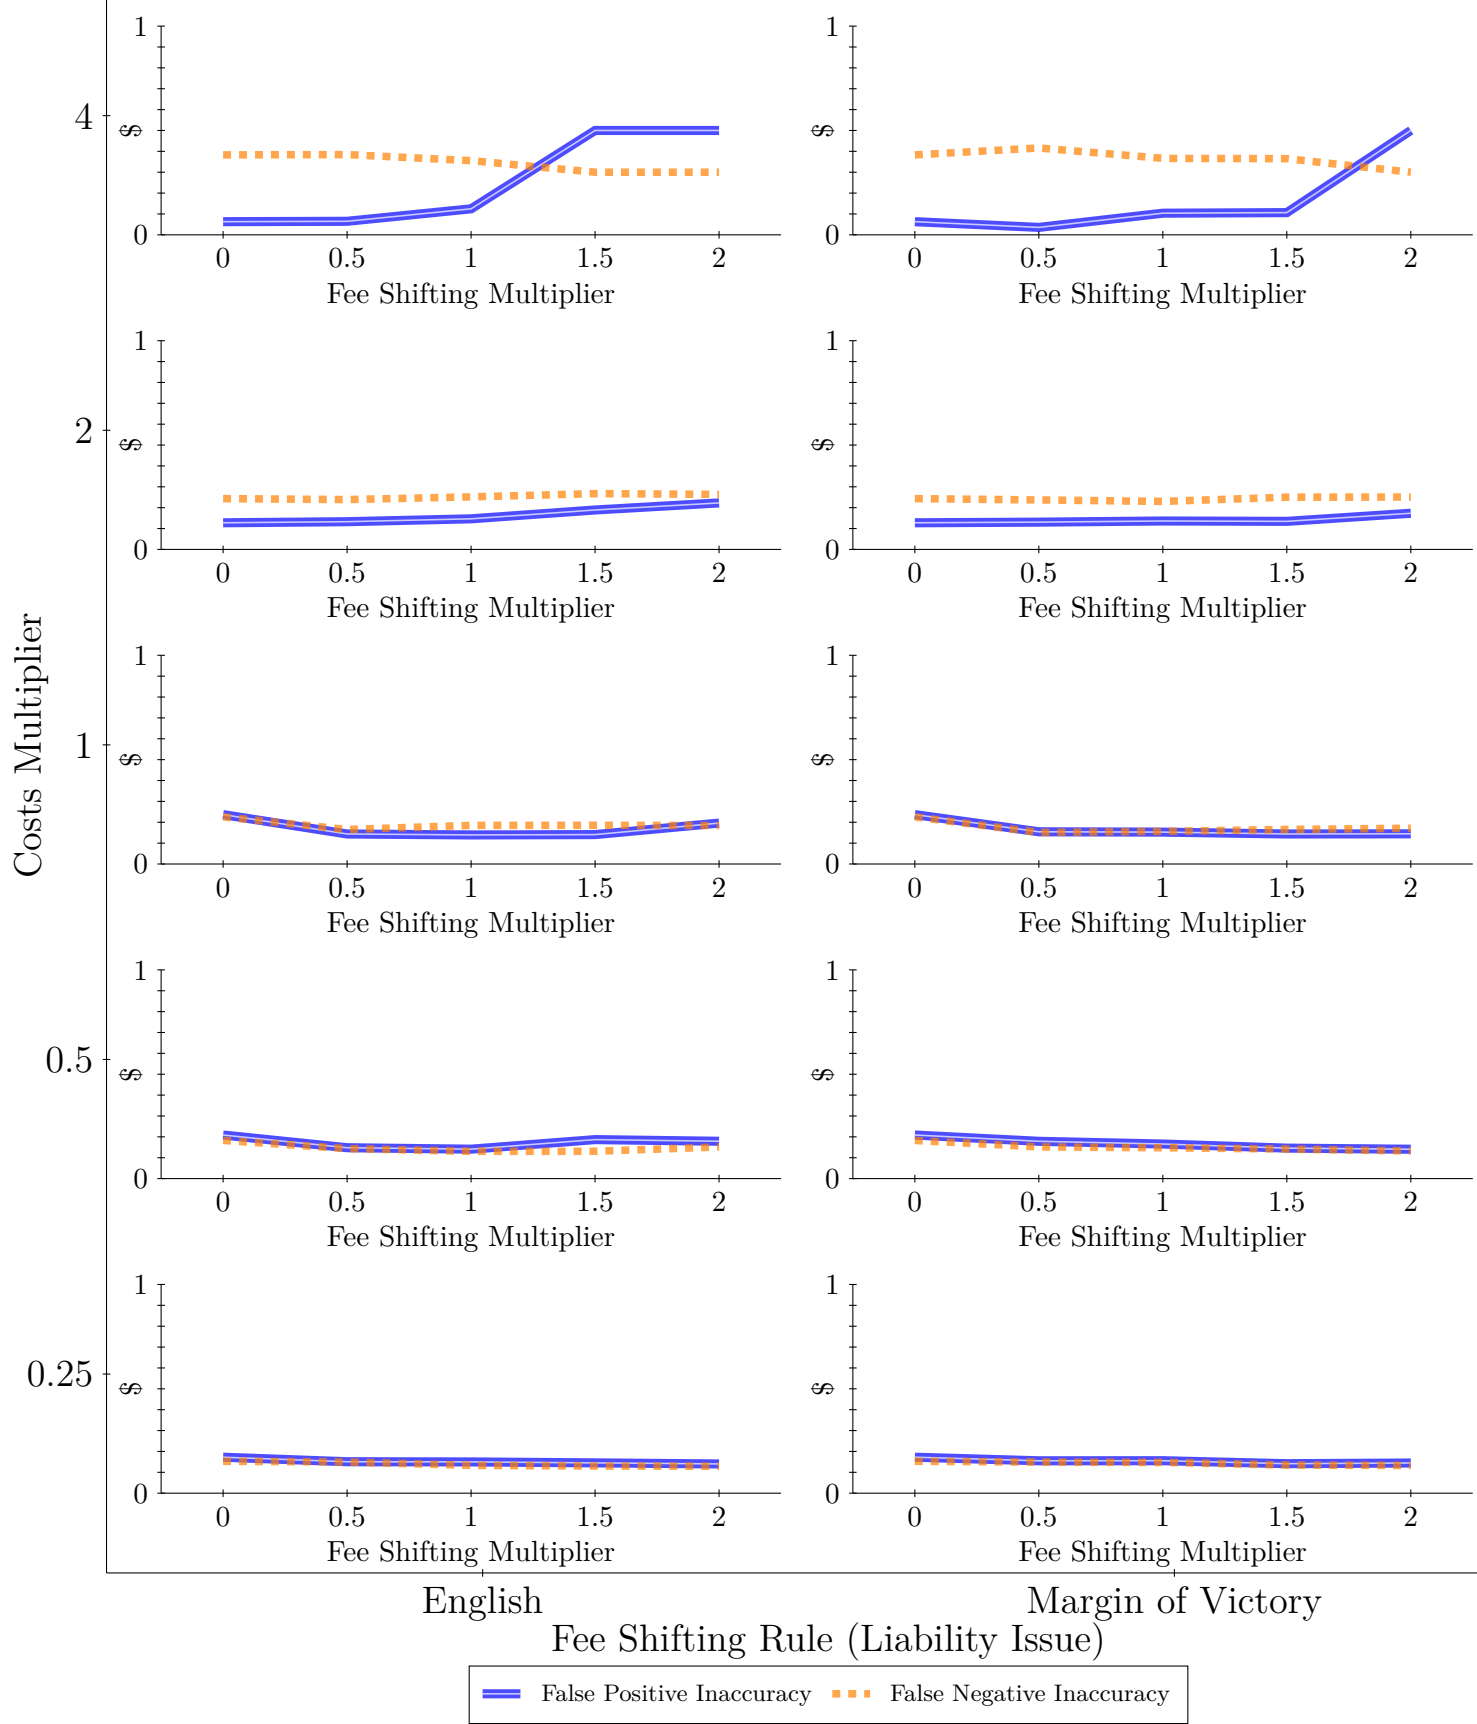 Costs Multiplier
4
1
$
0
0 0.5 1 1.5 2
Fee Shifting Multiplier
1
$
0
0 0.5 1 1.5 2
Fee Shifting Multiplier
2
1
$
0
0 0.5 1 1.5 2
Fee Shifting Multiplier
1
$
0
0 0.5 1 1.5 2
Fee Shifting Multiplier
1
1
$
0
0 0.5 1 1.5 2
Fee Shifting Multiplier
1
$
0
0 0.5 1 1.5 2
Fee Shifting Multiplier
0.5
1
$
0
0 0.5 1 1.5 2
Fee Shifting Multiplier
1
$
0
0 0.5 1 1.5 2
Fee Shifting Multiplier
0.25
1
$
0
0 0.5 1 1.5 2
Fee Shifting Multiplier
1
$
0
0 0.5 1 1.5 2
Fee Shifting Multiplier
English
Margin of Victory
Fee Shifting Rule (Liability Issue)
False Positive Inaccuracy
False Negative Inaccuracy